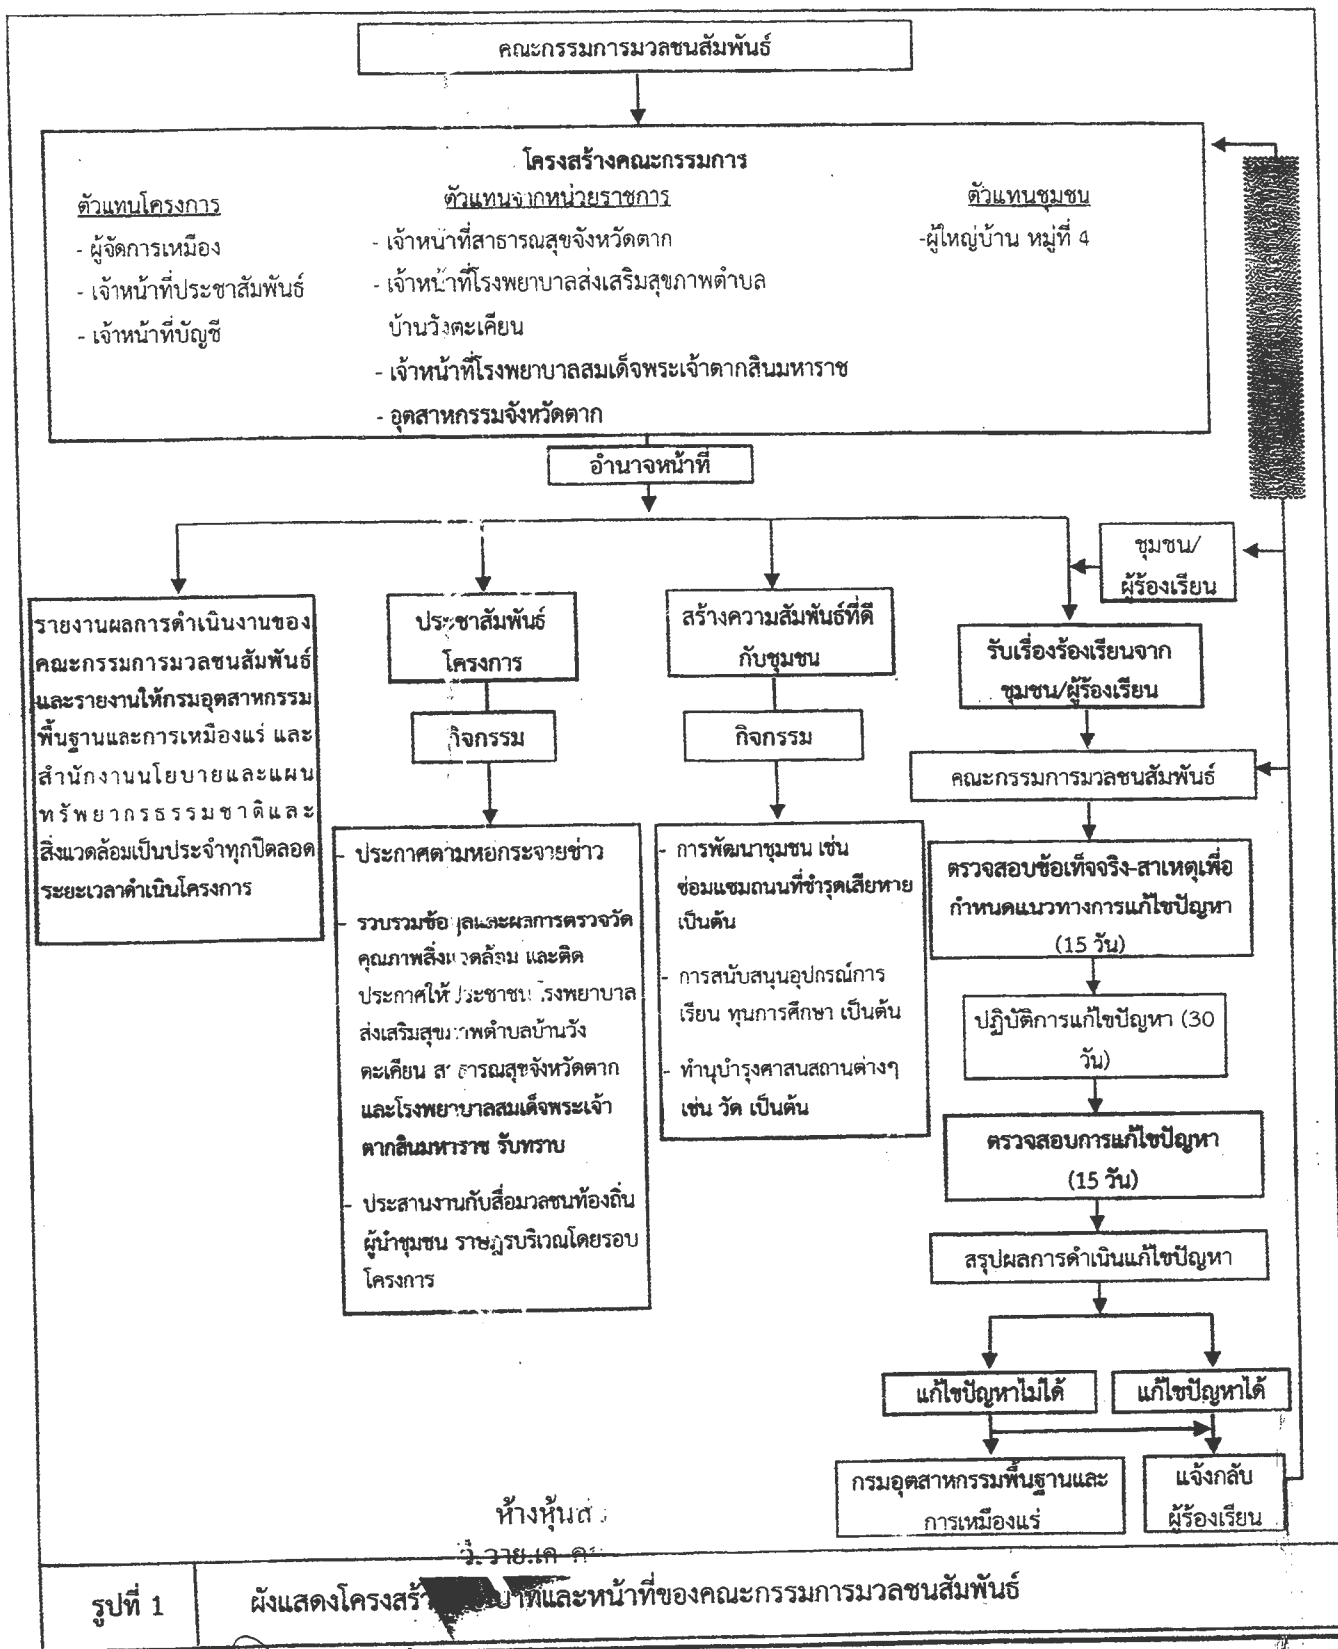 คณะกรรมการมวลชนสัมพันธ์
โครงสร้างคณะกรรมการ
ตัวแทนโครงการ
- ผู้จัดการเหมือง
- เจ้าหน้าที่ประชาสัมพันธ์
- เจ้าหน้าที่บัญชี
ตัวแทนจากหน่วยราชการ
- เจ้าหน้าที่สาธารณสุขจังหวัดตาก
- เจ้าหน้าที่โรงพยาบาลส่งเสริมสุขภาพตำบล
บ้านวังตะเคียน
- เจ้าหน้าที่โรงพยาบาลสมเด็จพระเจ้าตากสินมหาราช
- อุตสาหกรรมจังหวัดตาก
ตัวแทนชุมชน
-ผู้ใหญ่บ้าน หมู่ที่ 4
อำนาจหน้าที่
รายงานผลการดำเนินงานของ
คณะกรรมการมวลชนสัมพันธ์
และรายงานให้กรมอุตสาหกรรม
พื้นฐานและการเหมืองแร่ และ
สำนักงานนโยบายและแผน
ทรัพยากรธรรมชาติและ
สิ่งแวดล้อมเป็นประจำทุกปีตลอด
ระยะเวลาดำเนินโครงการ
ประชาสัมพันธ์
โครงการ
กิจกรรม
- ประกาศตามหอกระจายข่าว
- รวบรวมข้อมูลและผลการตรวจวัด
คุณภาพสิ่งแวดล้อม และติด
ประกาศให้ประชาชน โรงพยาบาล
ส่งเสริมสุขภาพตำบลบ้านวัง
ตะเคียน สาธารณสุขจังหวัดตาก
และโรงพยาบาลสมเด็จพระเจ้า
ตากสินมหาราช รับทราบ
- ประสานงานกับสื่อมวลชนท้องถิ่น
ผู้นำชุมชน ราษฎรบริเวณโดยรอบ
โครงการ
สร้างความสัมพันธ์ที่ดี
กับชุมชน
กิจกรรม
- การพัฒนาชุมชน เช่น
ซ่อมแซมถนนที่ชำรุดเสียหาย
เป็นต้น
- การสนับสนุนอุปกรณ์การ
เรียน ทุนการศึกษา เป็นต้น
- ทำนุบำรุงศาสนสถานต่างๆ
เช่น วัด เป็นต้น
ชุมชน/
ผู้ร้องเรียน
รับเรื่องร้องเรียนจาก
ชุมชน/ผู้ร้องเรียน
คณะกรรมการมวลชนสัมพันธ์
ตรวจสอบข้อเท็จจริง-สาเหตุเพื่อ
กำหนดแนวทางการแก้ไขปัญหา
(15 วัน)
ปฏิบัติการแก้ไขปัญหา (30
วัน)
ตรวจสอบการแก้ไขปัญหา
(15 วัน)
สรุปผลการดำเนินแก้ไขปัญหา
แก้ไขปัญหาไม่ได้
แก้ไขปัญหาได้
กรมอุตสาหกรรมพื้นฐานและ
การเหมืองแร่
แจ้งกลับ
ผู้ร้องเรียน
ห้างหุ้นส่
วี.วาย.เค
รูปที่ 1
ผังแสดงโครงสร้า บาทและหน้าที่ของคณะกรรมการมวลชนสัมพันธ์